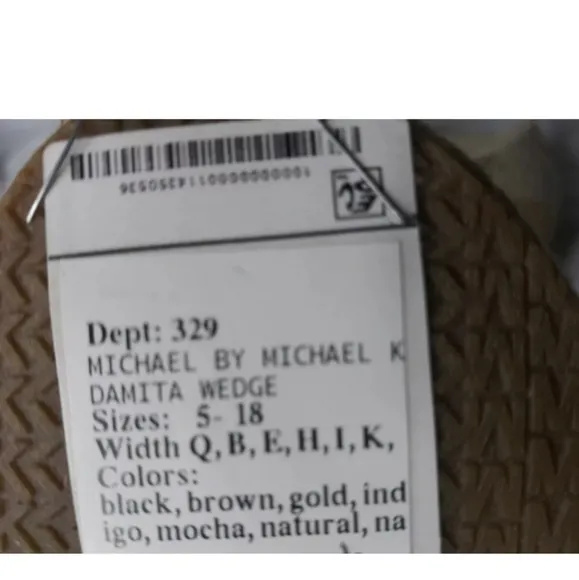 Dept: 329
MICHAEL BY MICHAEL K
DAMITA WEDGE
Sizes: 5- 18
Width Q, B, E, H, I, K,
Colors:
black, brown, gold, ind
igo, mocha, natural, na